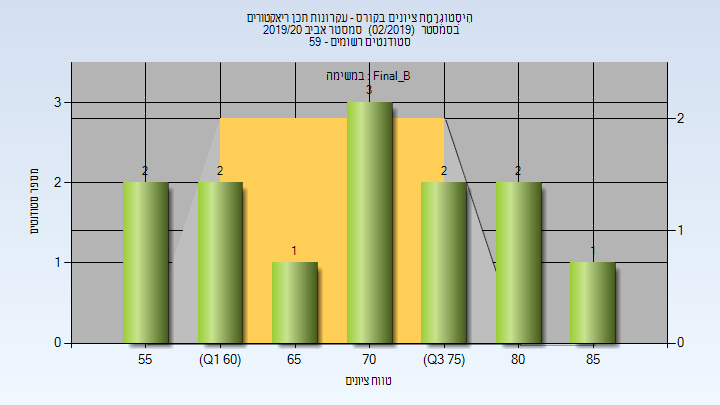 היסטוגרמת ציונים בקורס - עקרונות תכן ריאקטורים
בסמסטר (02/2019) סמסטר אביב 2019/20
סטודנטים רשומים - 59
במשימה : Final_B
מספר סטודנטים
3
2
1
0
2
1
0
2
2
1
3
2
2
1
55
(Q1 60)
65
70
(Q3 75)
80
85
טווח ציונים